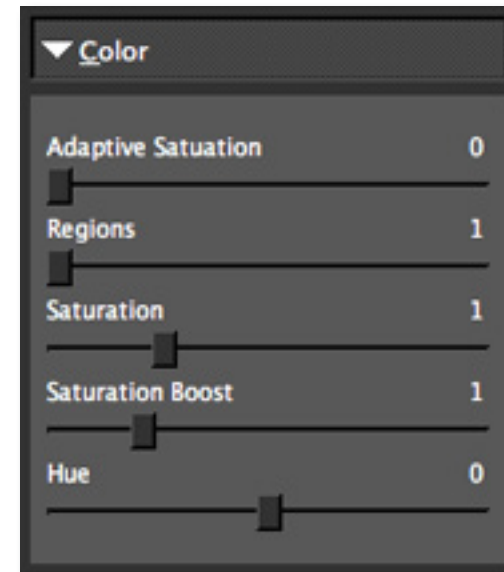 Color
Adaptive Satuation 0
Regions 1
Saturation 1
Saturation Boost 1
Hue 0